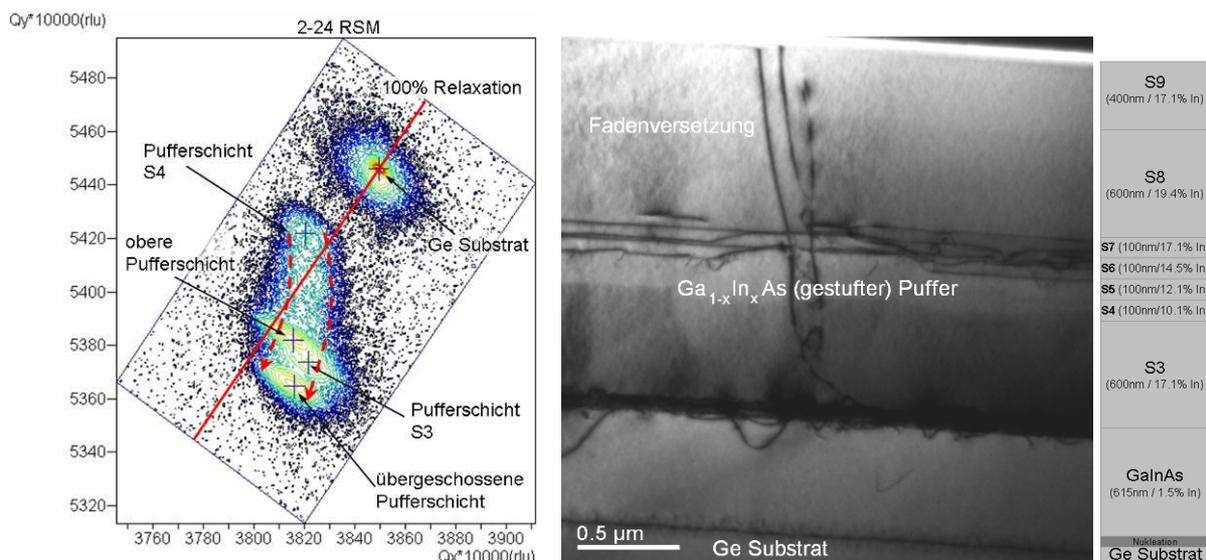 Qy*10000(rlu)
2-24 RSM
5480
5460
5440
5420
5400
5380
5360
5340
5320
100% Relaxation
Pufferschicht
S4
Ge Substrat
obere
Pufferschicht
Pufferschicht
S3
übergeschossene
Pufferschicht
3760
3780
3800
3820
3840
3860
3880
3900
Qx*10000(rlu)
Fadenversetzung
Ga1-xInxAs (gestufter) Puffer
0.5 µm
Ge Substrat
S9
(400nm / 17.1% In)
S8
(600nm / 19.4% In)
S7 (100nm/17.1% In)
S6 (100nm/14.5% In)
S5 (100nm/12.1% In)
S4 (100nm/10.1% In)
S3
(600nm / 17.1% In)
GaInAs
(615nm / 1.5% In)
Nukleation
Ge Substrat